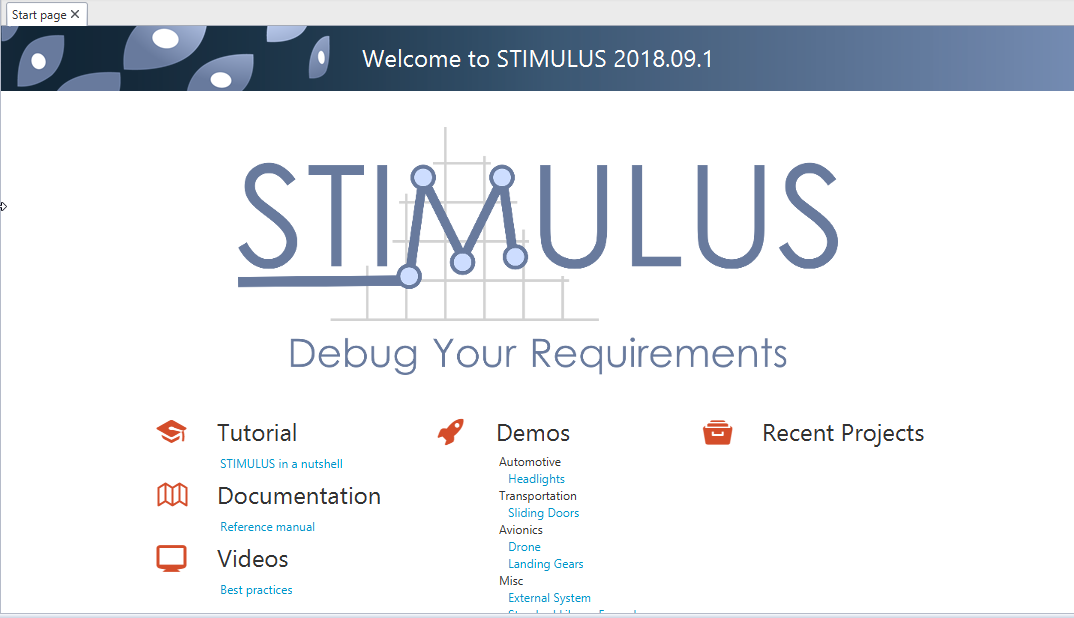 Start page
Welcome to STIMULUS 2018.09.1
STIMULUS
Debug Your Requirements
Tutorial
STIMULUS in a nutshell
Documentation
Reference manual
Videos
Best practices
Demos
Automotive
Headlights
Transportation
Sliding Doors
Avionics
Drone
Landing Gears
Misc
External System
Recent Projects